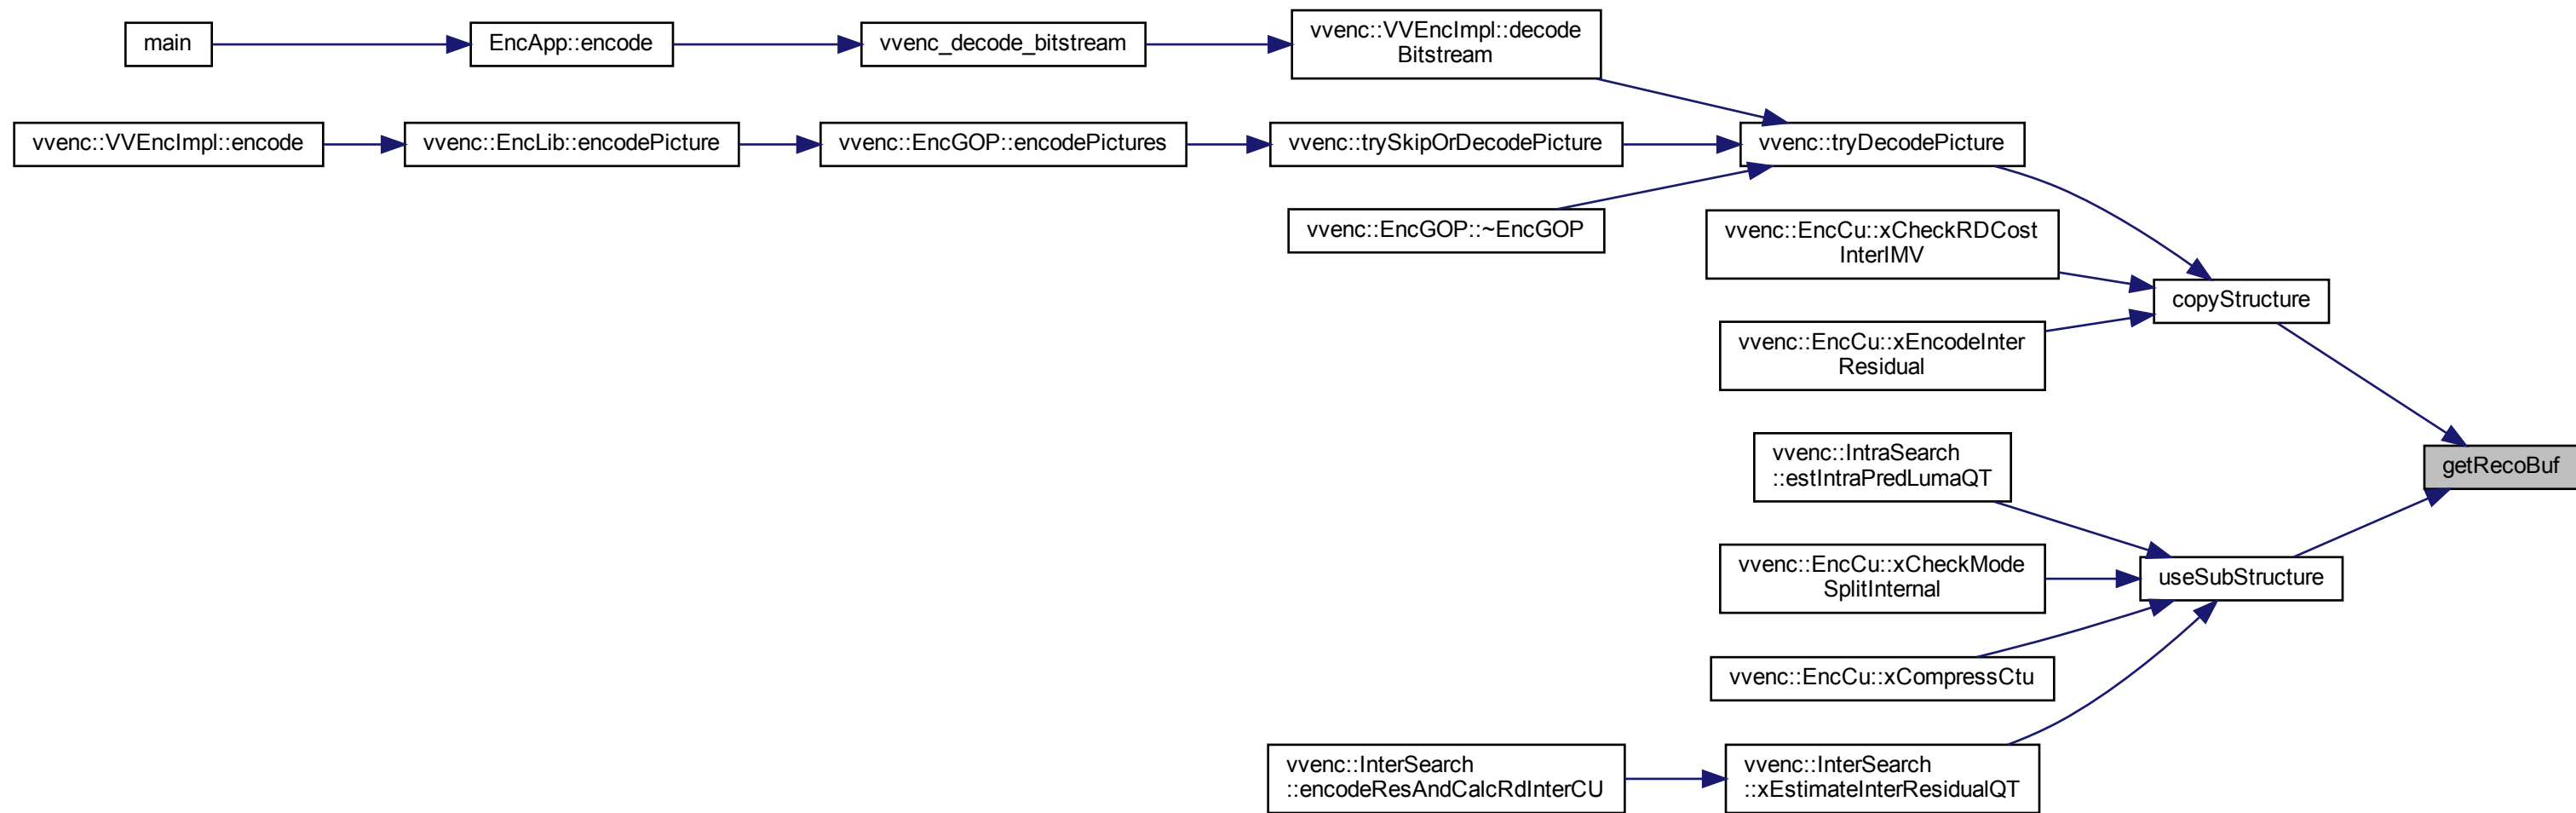 main
EncApp::encode
vvenc_decode_bitstream
vvenc::VVEncImpl::decode
Bitstream
vvenc::VVEncImpl::encode
vvenc::EncLib::encodePicture
vvenc::EncGOP::encodePictures
vvenc::trySkipOrDecodePicture
vvenc::tryDecodePicture
vvenc::EncGOP::~EncGOP
vvenc::EncCu::xCheckRDCost
InterIMV
copyStructure
vvenc::EncCu::xEncodeInter
Residual
vvenc::IntraSearch
::estIntraPredLumaQT
getRecoBuf
vvenc::EncCu::xCheckMode
SplitInternal
useSubStructure
vvenc::EncCu::xCompressCtu
vvenc::InterSearch
::encodeResAndCalcRdInterCU
vvenc::InterSearch
::xEstimateInterResidualQT